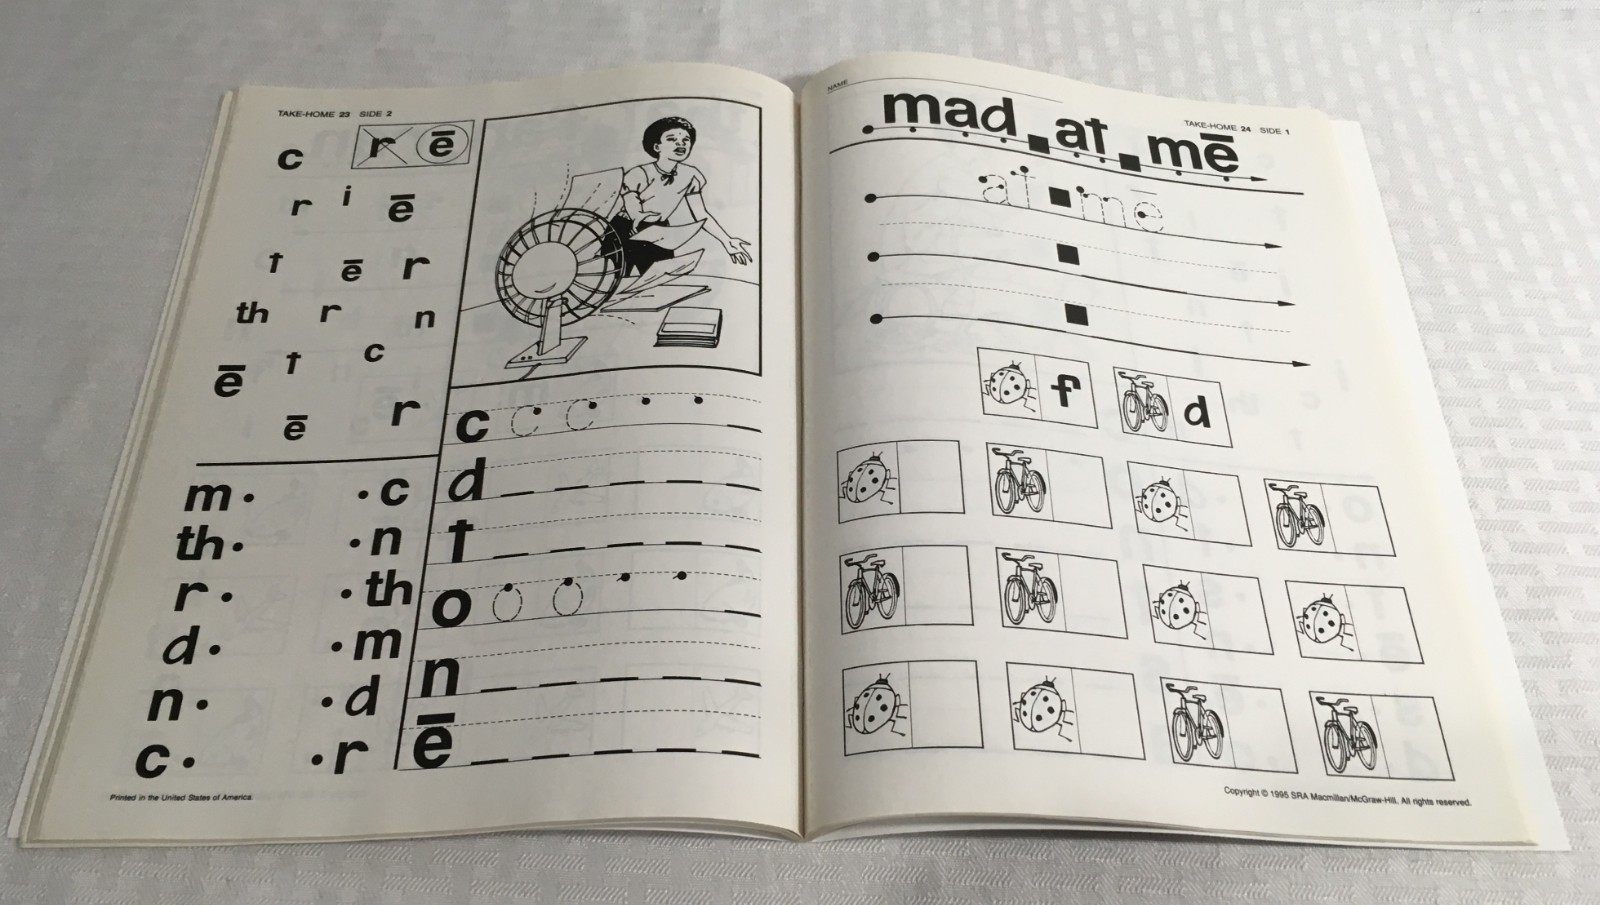 TAKE-HOME 23 SIDE 2
r ē
c
r i ē
t ē r
th r n
ē t c
ē r
m • • c
th • • n
r • • th
d • • m
n • • d
c • • r
c c c
d
t
o o o
n
ē
Printed in the United States of America.
NAME
TAKE-HOME 24 SIDE 1
mad ■ at ■ mē
at ■ mē
■
■
f d
Copyright © 1995 SRA Macmillan/McGraw-Hill. All rights reserved.